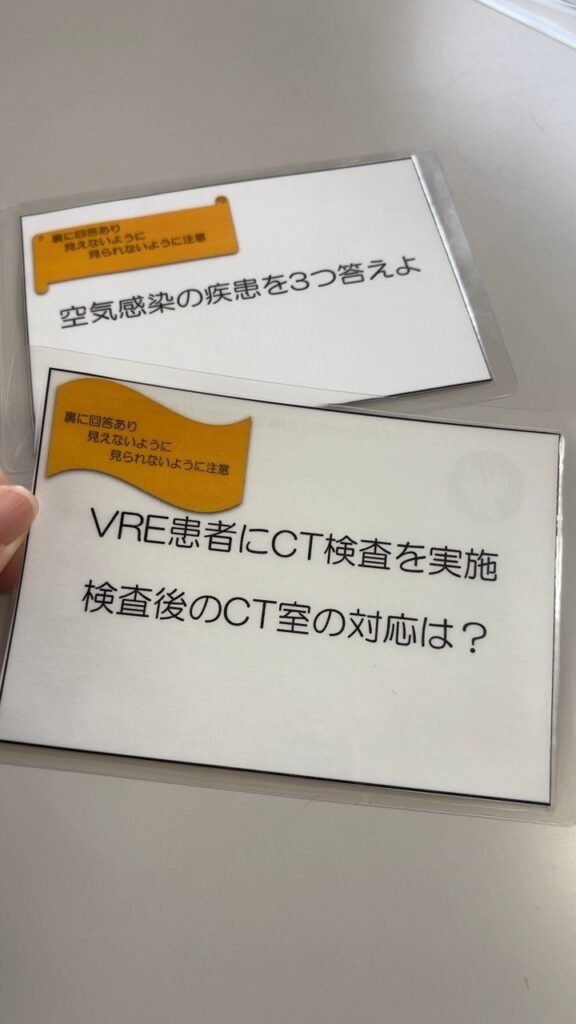 裏に回答あり
見えないように
見られないように注意
空気感染の疾患を3つ答えよ
裏に回答あり
見えないように
見られないように注意
VRE患者にCT検査を実施
検査後のCT室の対応は？